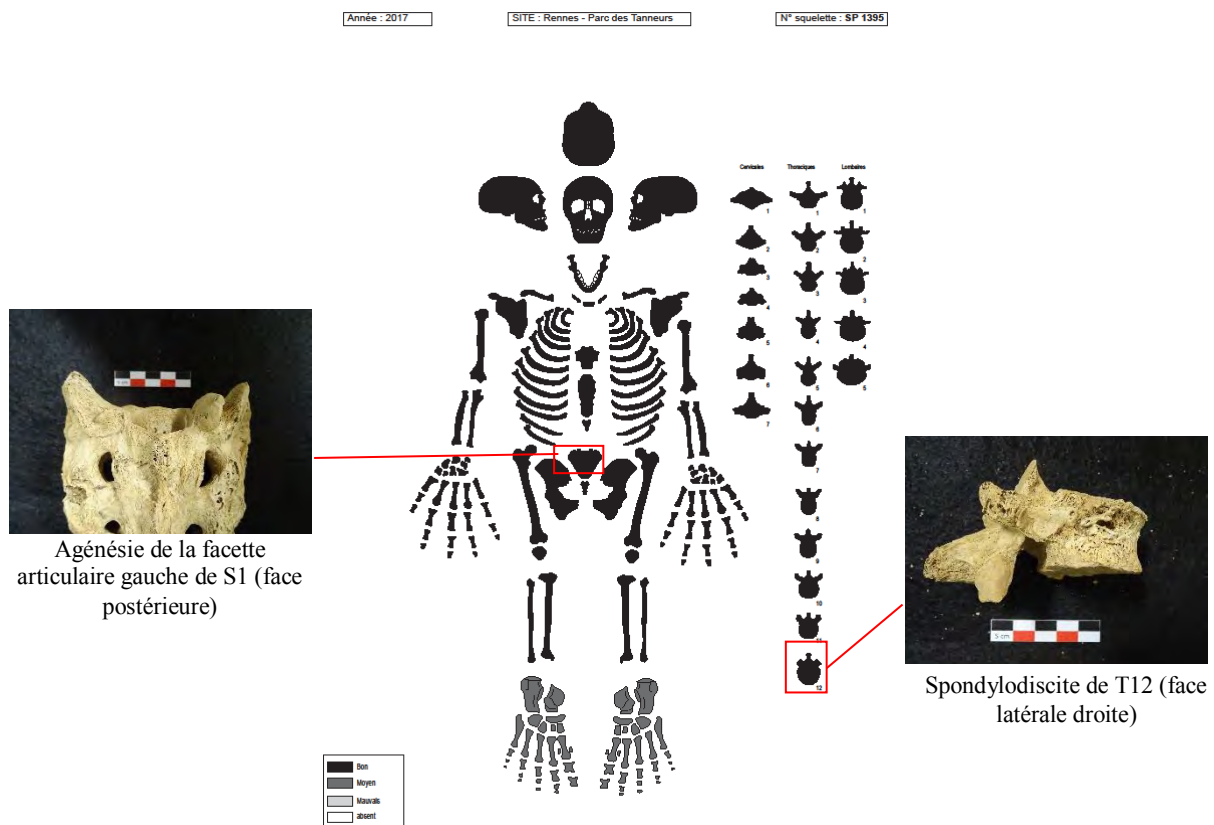 Année : 2017
SITE : Rennes - Parc des Tanneurs
N° squelette : SP 1395
Cervicales
Thoraciques
Lombaires
1
2
3
4
5
6
7
1
2
3
4
5
6
7
8
9
10
11
12
1
2
3
4
5
5 cm
Agénésie de la facette
articulaire gauche de S1 (face
postérieure)
5 cm
Spondylodiscite de T12 (face
latérale droite)
Bon
Moyen
Mauvais
absent